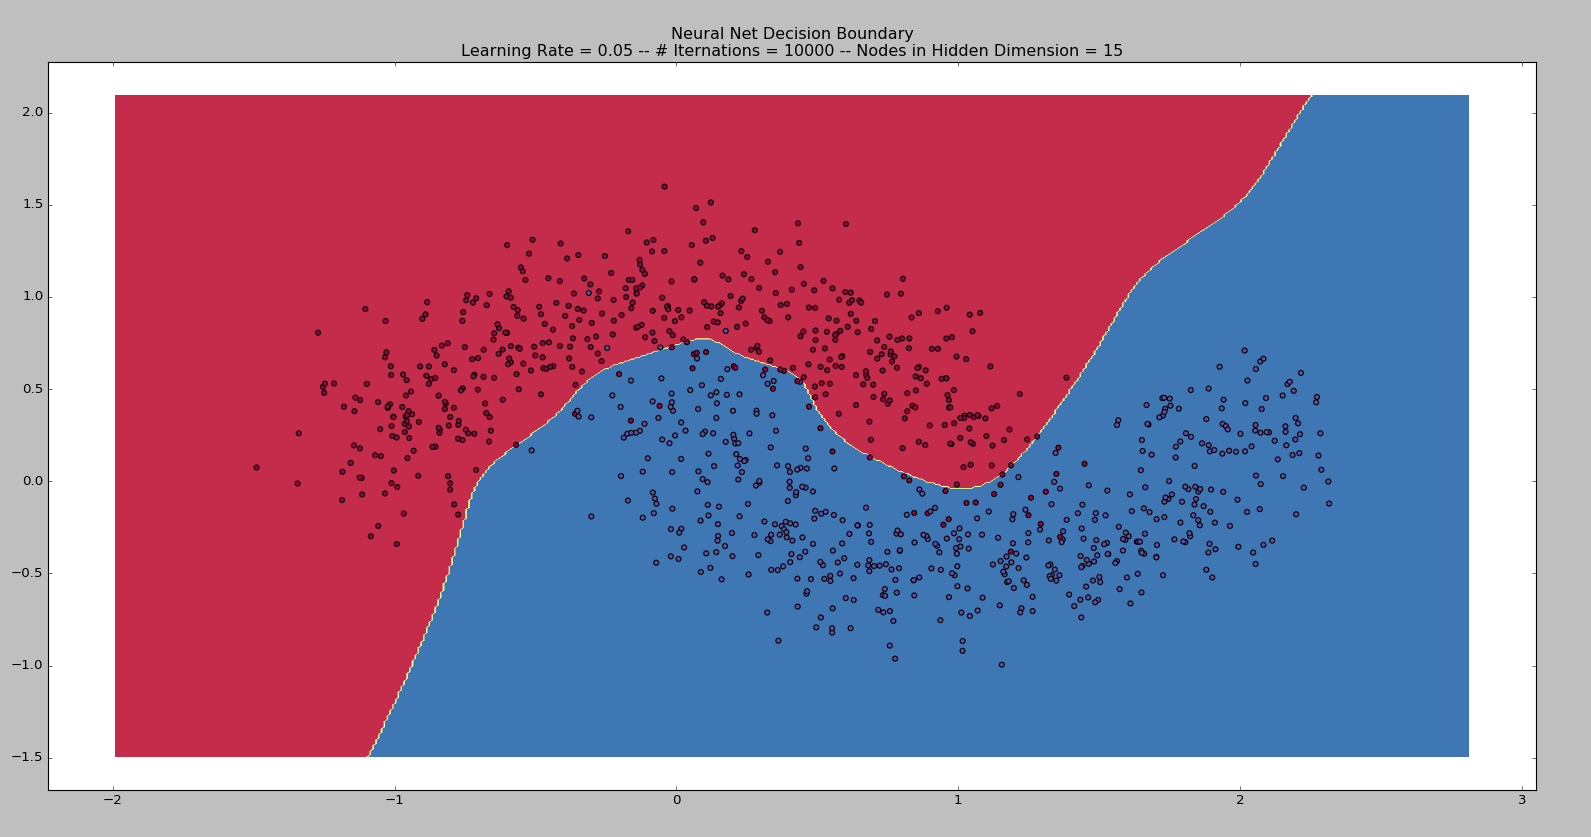 Neural Net Decision Boundary
Learning Rate = 0.05 -- # Iternations = 10000 -- Nodes in Hidden Dimension = 15
2.0
1.5
1.0
0.5
0.0
−0.5
−1.0
−1.5
−2 −1 0 1 2 3